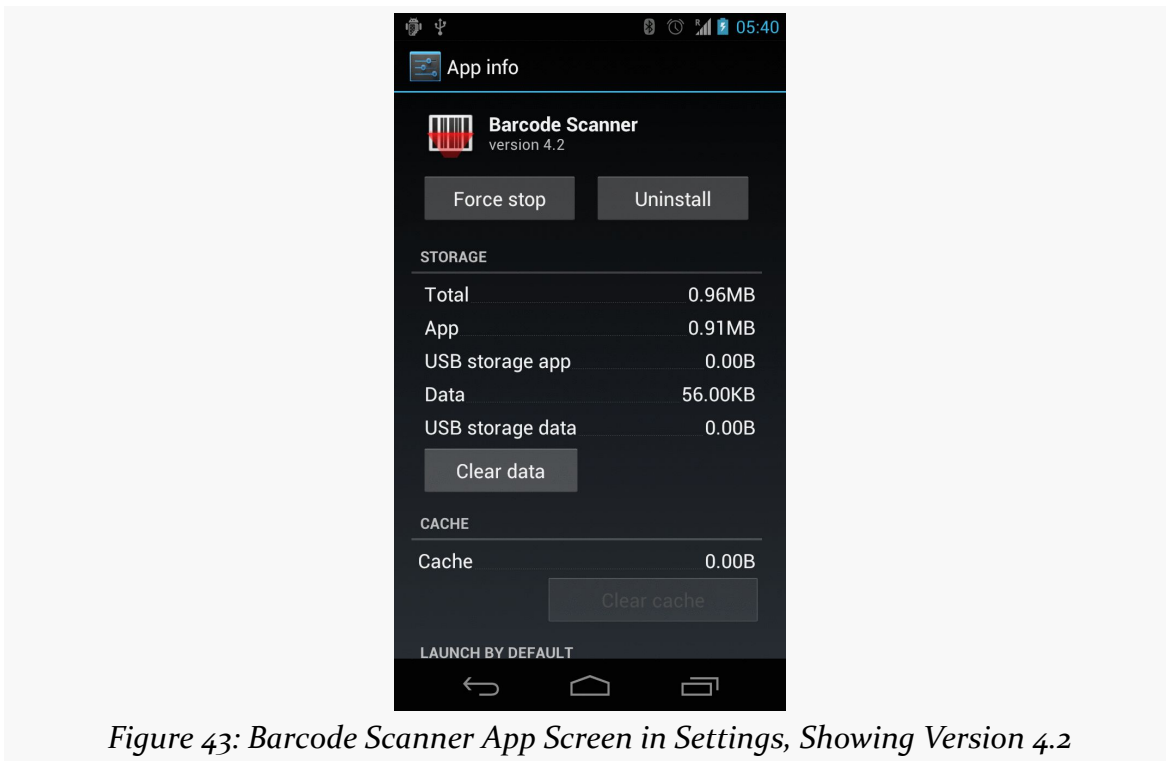 R 05:40
App info
Barcode Scanner
version 4.2
Force stop Uninstall
STORAGE
Total 0.96MB
App 0.91MB
USB storage app 0.00B
Data 56.00KB
USB storage data 0.00B
Clear data
CACHE
Cache 0.00B
Clear cache
LAUNCH BY DEFAULT
Figure 43: Barcode Scanner App Screen in Settings, Showing Version 4.2